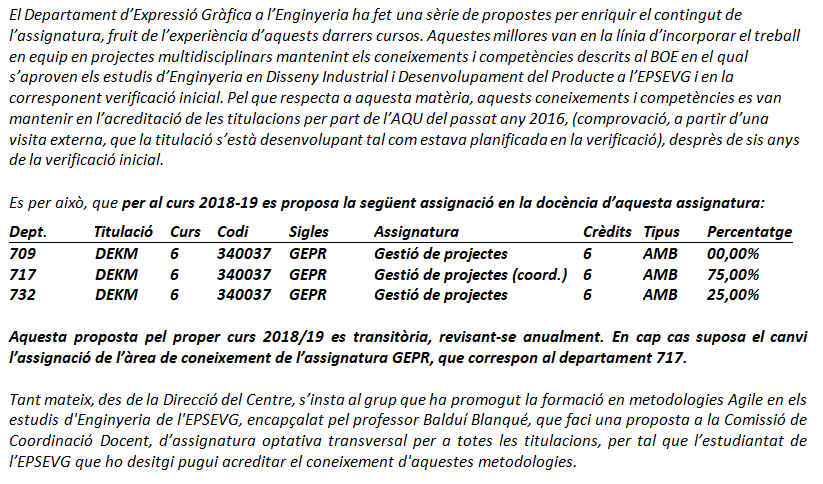 El Departament d’Expressió Gràfica a l’Enginyeria ha fet una sèrie de propostes per enriquir el contingut de
l’assignatura, fruit de l’experiència d’aquests darrers cursos. Aquestes millores van en la línia d’incorporar el treball
en equip en projectes multidisciplinars mantenint els coneixements i competències descrits al BOE en el qual
s’aproven els estudis d’Enginyeria en Disseny Industrial i Desenvolupament del Producte a l’EPSEVG i en la
corresponent verificació inicial. Pel que respecta a aquesta matèria, aquests coneixements i competències es van
mantenir en l’acreditació de les titulacions per part de l’AQU del passat any 2016, (comprovació, a partir d’una
visita externa, que la titulació s’està desenvolupant tal com estava planificada en la verificació), desprès de sis anys
de la verificació inicial.
Es per això, que per al curs 2018-19 es proposa la següent assignació en la docència d’aquesta assignatura:
Dept. Titulació Curs Codi Sigles Assignatura Crèdits Tipus Percentatge
709 DEKM 6 340037 GEPR Gestió de projectes 6 AMB 00,00%
717 DEKM 6 340037 GEPR Gestió de projectes (coord.) 6 AMB 75,00%
732 DEKM 6 340037 GEPR Gestió de projectes 6 AMB 25,00%
Aquesta proposta pel proper curs 2018/19 es transitòria, revisant-se anualment. En cap cas suposa el canvi
l’assignació de l’àrea de coneixement de l’assignatura GEPR, que correspon al departament 717.
Tant mateix, des de la Direcció del Centre, s’insta al grup que ha promogut la formació en metodologies Agile en els
estudis d'Enginyeria de l'EPSEVG, encapçalat pel professor Balduí Blanqué, que faci una proposta a la Comissió de
Coordinació Docent, d’assignatura optativa transversal per a totes les titulacions, per tal que l’estudiantat de
l’EPSEVG que ho desitgi pugui acreditar el coneixement d'aquestes metodologies.